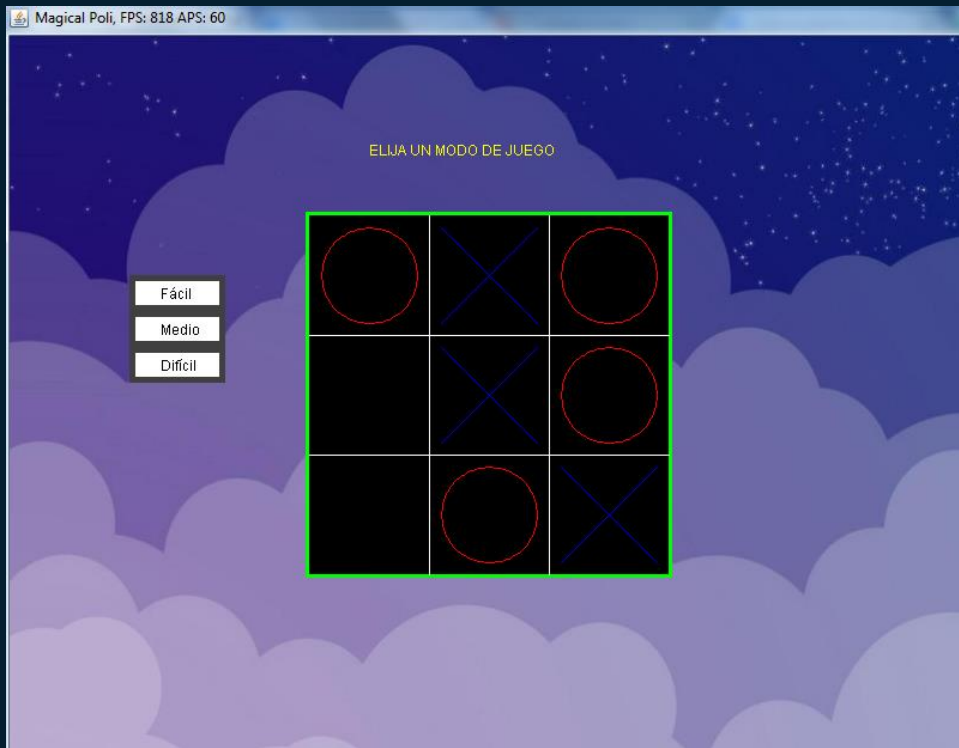 Magical Poli, FPS: 818 APS: 60
ELIJA UN MODO DE JUEGO
Fácil
Medio
Difícil